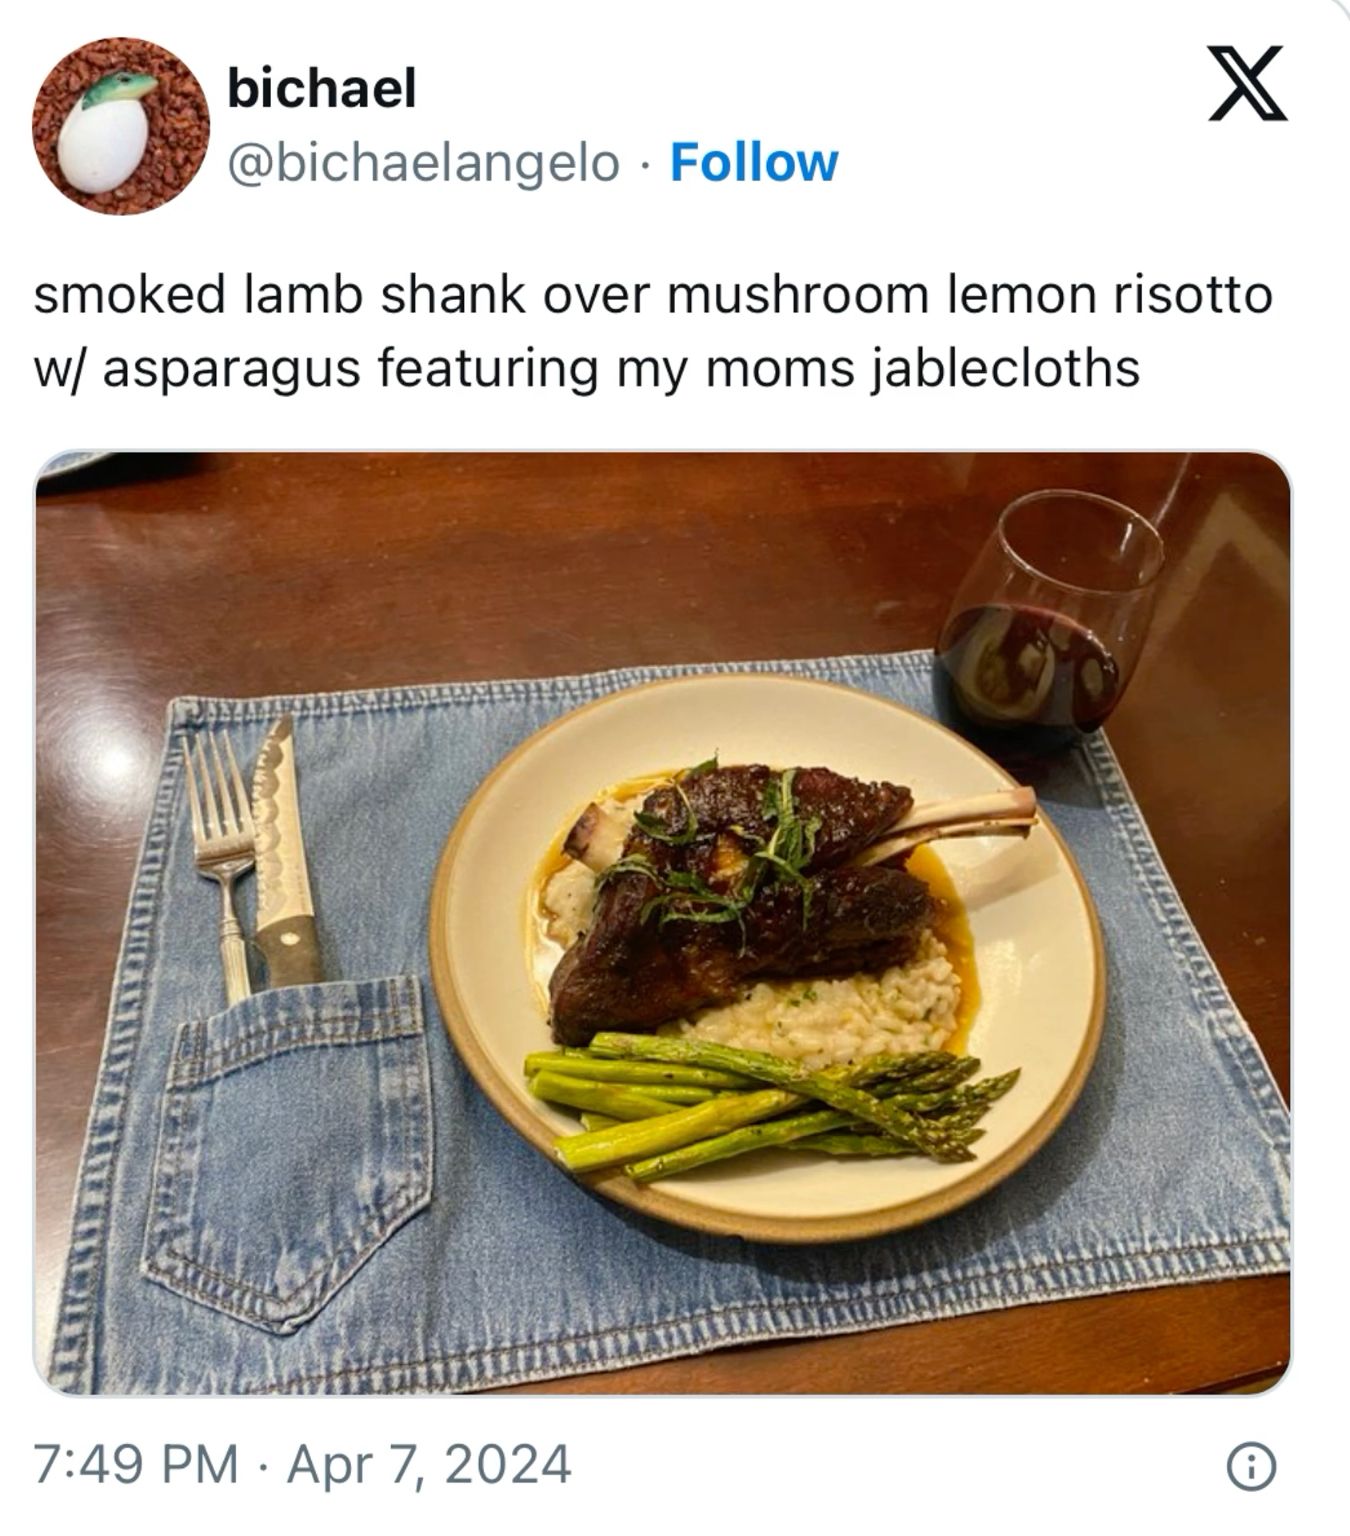 bichael
@bichaelangelo · Follow
smoked lamb shank over mushroom lemon risotto
w/ asparagus featuring my moms jablecloths
7:49 PM · Apr 7, 2024